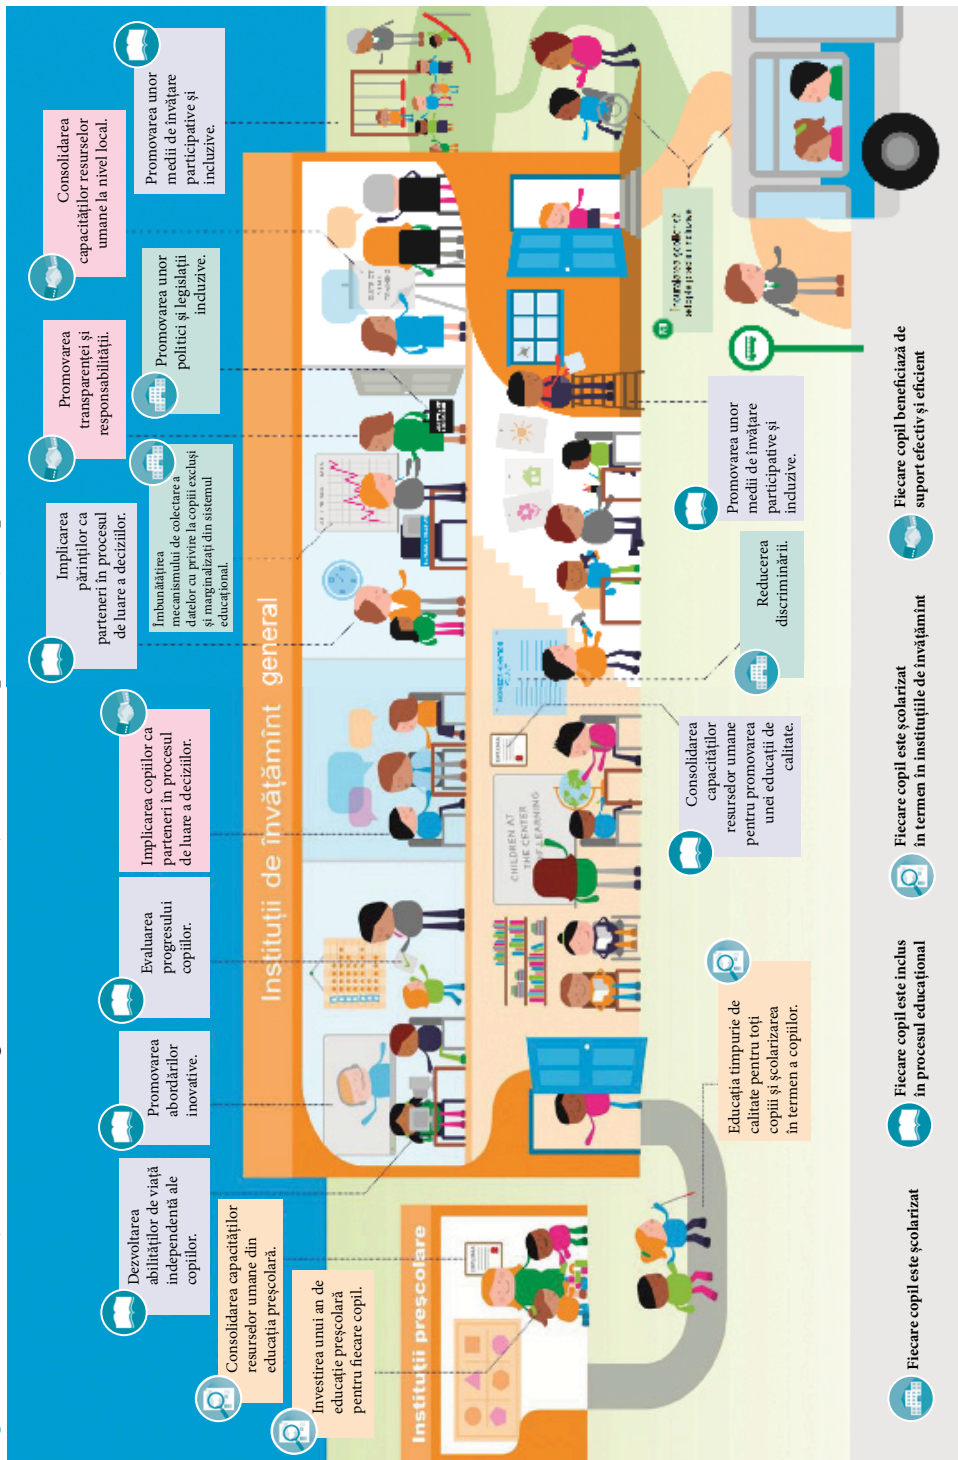 Dezvoltarea
abilităților de viață
independentă ale
copiilor.
Promovarea
abordărilor
inovative.
Evaluarea
progresului
copiilor.
Implicarea copiilor ca
parteneri în procesul
de luare a deciziilor.
Implicarea
părinților ca
parteneri în procesul
de luare a deciziilor.
Promovarea
transparenței și
responsabilității.
Consolidarea
capacităților resurselor
umane la nivel local.
Îmbunătățirea
mecanismului de colectare a
datelor cu privire la copiii excluși
și marginalizați din sistemul
educațional.
Promovarea unor
politici și legislații
incluzive.
Promovarea unor
medii de învățare
participative și
incluzive.
Consolidarea capacităților
resurselor umane din
educația preșcolară.
Investirea unui an de
educație preșcolară
pentru fiecare copil.
Instituții de învățămînt general
Instituții preșcolare
DIPLOMA
CHILDREN AT
THE CENTER
OF LEARNING
DIPLOMA
Educația timpurie de
calitate pentru toți
copiii și școlarizarea
în termen a copiilor.
Consolidarea
capacităților
resurselor umane
pentru promovarea
unei educații de
calitate.
Reducerea
discriminării.
Promovarea unor
medii de învățare
participative și
incluzive.
Fiecare copil este școlarizat
Fiecare copil este inclus
în procesul educațional
Fiecare copil este școlarizat
în termen în instituțiile de învățămînt
Fiecare copil beneficiază de
suport efectiv și eficient